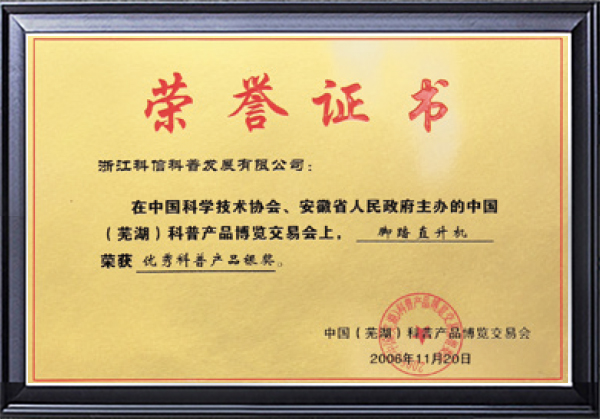 荣誉证书
浙江科信科普发展有限公司：
在中国科学技术协会、安徽省人民政府主办的中国
（芜湖）科普产品博览交易会上，脚踏直升机
荣获 优秀科普产品银奖。
中国（芜湖）科普产品博览交易会
2006年11月20日